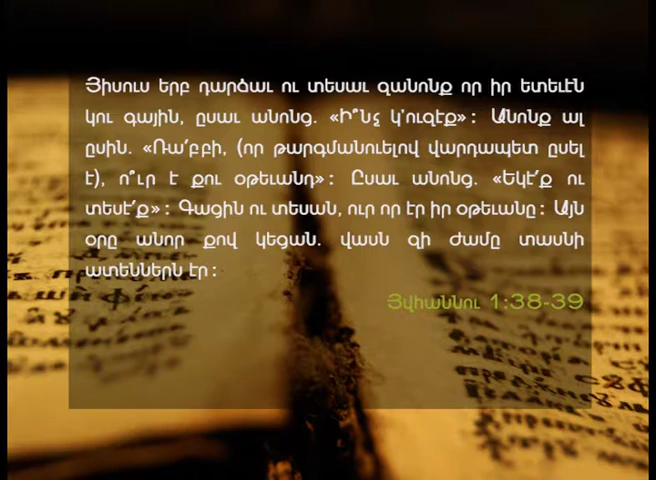 Յիսուս երբ դարձաւ ու տեսաւ զանոնք որ իր ետեւէն
կու գային, ըսաւ անոնց. «Ի՞նչ կ'ուզէք»: Անոնք ալ
ըսին. «Ռա՛բբի, (որ թարգմանուելով վարդապետ ըսել
է), ո՞ւր է քու օթեւանդ»: Ըսաւ անոնց. «Եկէ՛ք ու
տեսէ՛ք»: Գացին ու տեսան, ուր որ էր իր օթեւանը: Այն
օրը անոր քով կեցան. վասն զի ժամը տասնի
ատեններն էր:
Յվհաննու 1:38-39